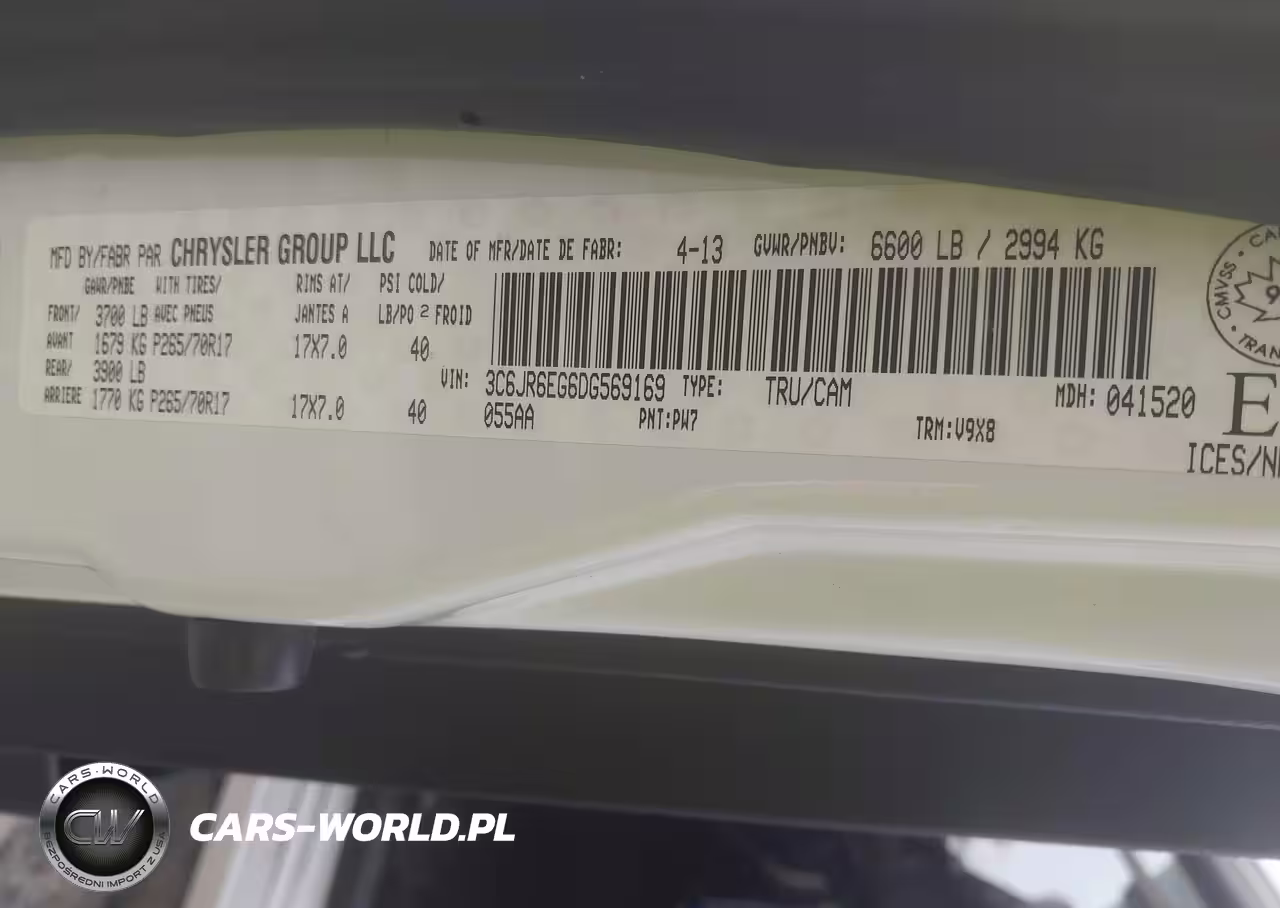 MFD BY/FABR PAR CHRYSLER GROUP LLC DATE OF MFR/DATE DE FABR: 4-13 GVWR/PNBV: 6600 LB / 2994 KG
GAWR/PNBE WITH TIRES/ RIMS AT/ PSI COLD/
FRONT/ 3700 LB AVEC PNEUS JANTES A LB/PO 2 FROID
AVANT 1679 KG P265/70R17 17X7.0 40
REAR/ 3900 LB
ARRIERE 1770 KG P265/70R17 17X7.0 40
VIN: 3C6JR6EG6DG569169 TYPE: TRU/CAM MDH: 041520
055AA PNT:PW7 TRM:V9X8
CMVSS
E
CARS-WORLD
CW
BEZPOŚREDNI IMPORT Z USA
CARS-WORLD.PL